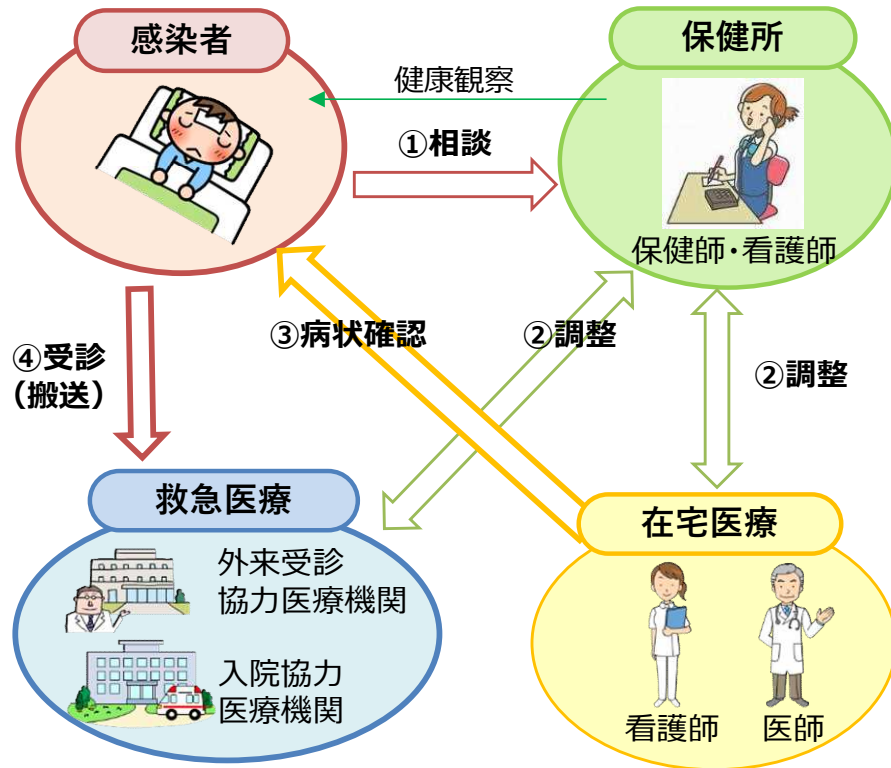 感染者
保健所
健康観察
①相談
保健師・看護師
③病状確認
②調整
④受診
（搬送）
②調整
救急医療
在宅医療
外来受診
協力医療機関
入院協力
医療機関
看護師
医師